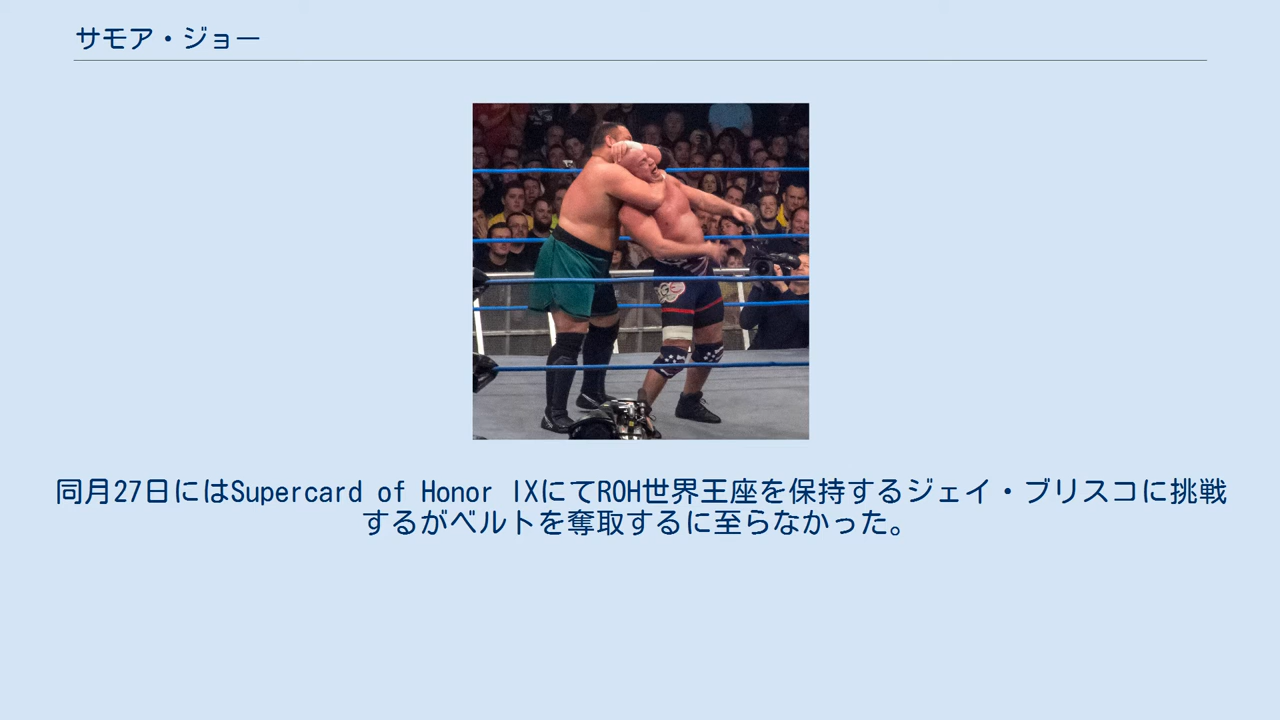 サモア・ジョー
同月27日にはSupercard of Honor IXにてROH世界王座を保持するジェイ・ブリスコに挑戦
するがベルトを奪取するに至らなかった。